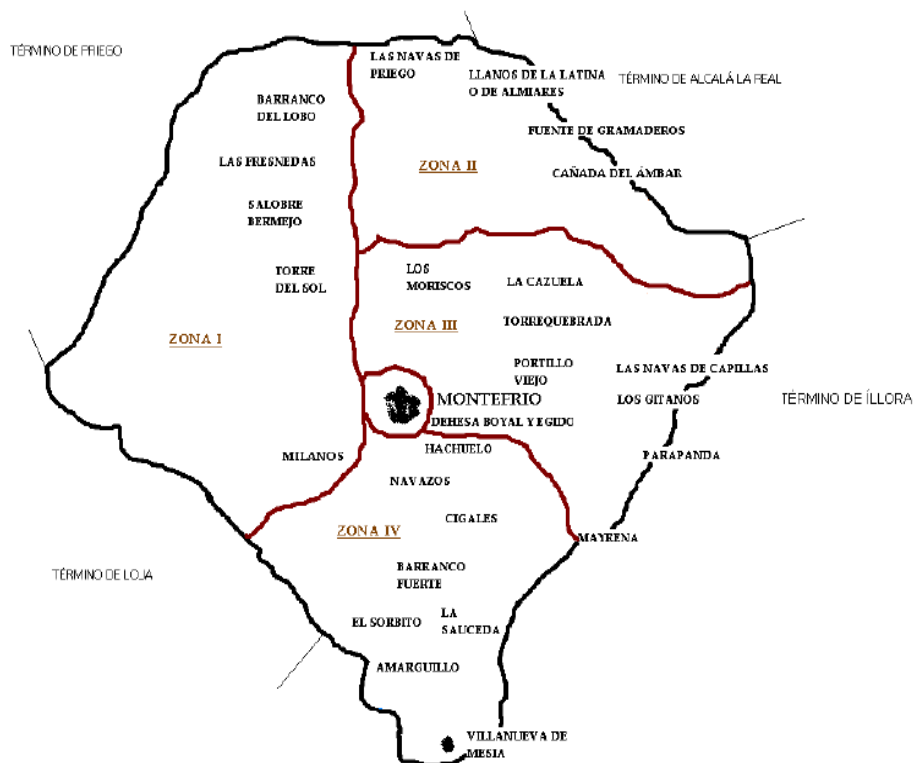 TÉRMINO DE PRIEGO
LAS NAVAS DE
PRIEGO
LLANOS DE LA LATINA
O DE ALMIARES
TÉRMINO DE ALCALÁ LA REAL
BARRANCO
DEL LOBO
FUENTE DE GRAMADEROS
LAS FRESNEDAS
ZONA II
CAÑADA DEL ÁMBAR
SALOBRE
BERMEJO
TORRE
DEL SOL
LOS
MORISCOS
LA CAZUELA
ZONA I
ZONA III
TORREQUEBRADA
PORTILLO
VIEJO
LAS NAVAS DE CAPILLAS
MONTEFRIO
LOS GITANOS
TÉRMINO DE ÍLLORA
DEHESA BOYAL Y EGIDO
MILANOS
HACHUELO
PARAPANDA
NAVAZOS
CIGALES
ZONA IV
MAYRENA
TÉRMINO DE LOJA
BARRANCO
FUERTE
EL SORBITO
LA
SAUCEDA
AMARGUILLO
VILLANUEVA DE
MESIA